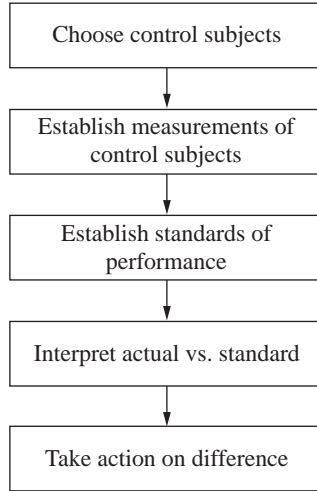 Choose control subjects
Establish measurements of
control subjects
Establish standards of
performance
Interpret actual vs. standard
Take action on difference